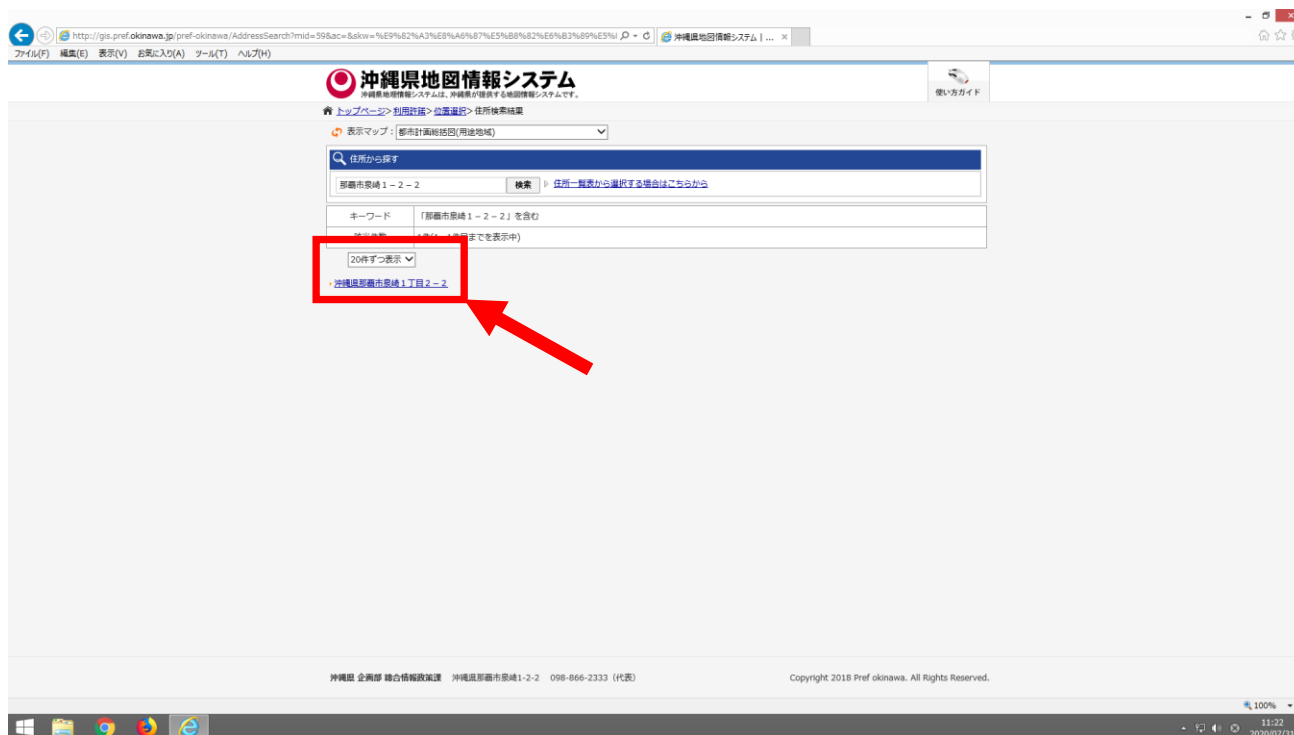 http://gis.pref.okinawa.jp/pref-okinawa/AddressSearch?mid=59&ac=&skw=%E9%82%A3%E8%A6%87%E5%B8%82%E6%B3%89%E5%
沖縄県地図情報システム | ... ×
ファイル(F) 編集(E) 表示(V) お気に入り(A) ツール(T) ヘルプ(H)
沖縄県地図情報システム
沖縄県地理情報システムは、沖縄県が提供する地図情報システムです。
使い方ガイド
トップページ>利用許諾>位置選択>住所検索結果
表示マップ：都市計画総括図(用途地域)
住所から探す
那覇市泉崎１－２－２ 検索 住所一覧表から選択する場合はこちらから
キーワード 「那覇市泉崎１－２－２」を含む
件目までを表示中)
20件ずつ表示
沖縄県那覇市泉崎１丁目２－２
沖縄県 企画部 総合情報政策課 沖縄県那覇市泉崎1-2-2 098-866-2333（代表） Copyright 2018 Pref okinawa. All Rights Reserved.
100%
11:22
2020/07/31